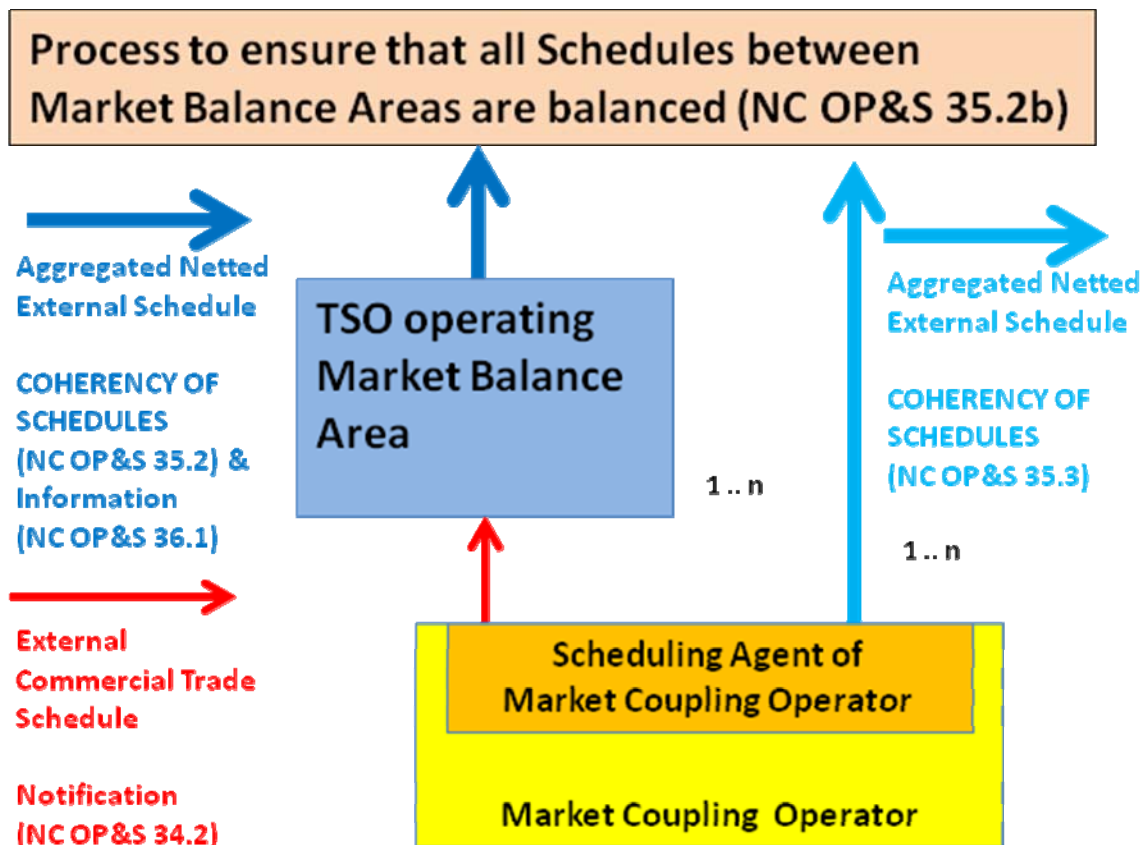 Process to ensure that all Schedules between
Market Balance Areas are balanced (NC OP&S 35.2b)
Aggregated Netted
External Schedule
COHERENCY OF
SCHEDULES
(NC OP&S 35.2) &
Information
(NC OP&S 36.1)
External
Commercial Trade
Schedule
Notification
(NC OP&S 34.2)
TSO operating
Market Balance
Area
1 .. n
Aggregated Netted
External Schedule
COHERENCY OF
SCHEDULES
(NC OP&S 35.3)
1 .. n
Scheduling Agent of
Market Coupling Operator
Market Coupling Operator